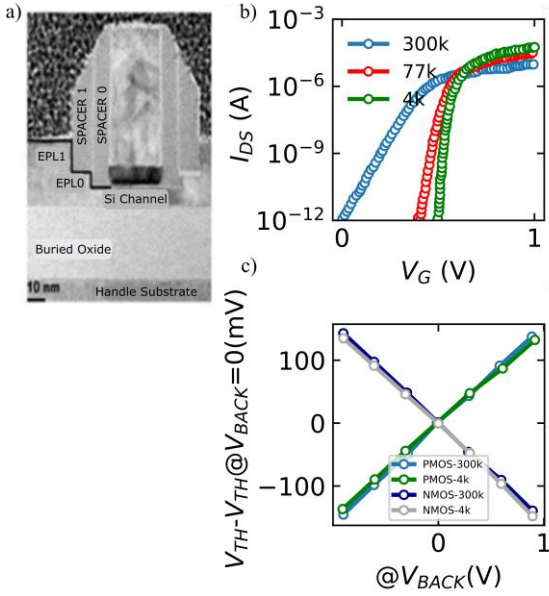 a)
SPACER 1
SPACER 0
EPL1
EPL0
Si Channel
Buried Oxide
10 nm
Handle Substrate
b)
10⁻³
10⁻⁶
10⁻⁹
10⁻¹²
I_DS (A)
300k
77k
4k
0
1
V_G (V)
c)
V_TH-V_TH@V_BACK=0(mV)
100
0
−100
PMOS-300k
PMOS-4k
NMOS-300k
NMOS-4k
0
1
@V_BACK(V)